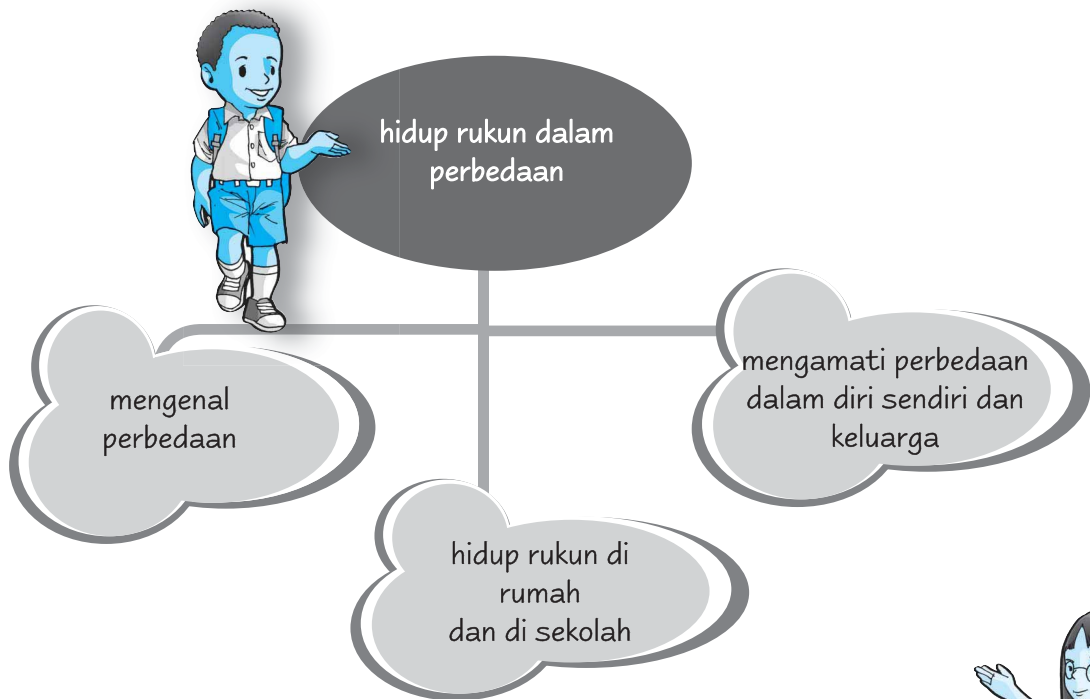 hidup rukun dalam
perbedaan
mengenal
perbedaan
mengamati perbedaan
dalam diri sendiri dan
keluarga
hidup rukun di
rumah
dan di sekolah